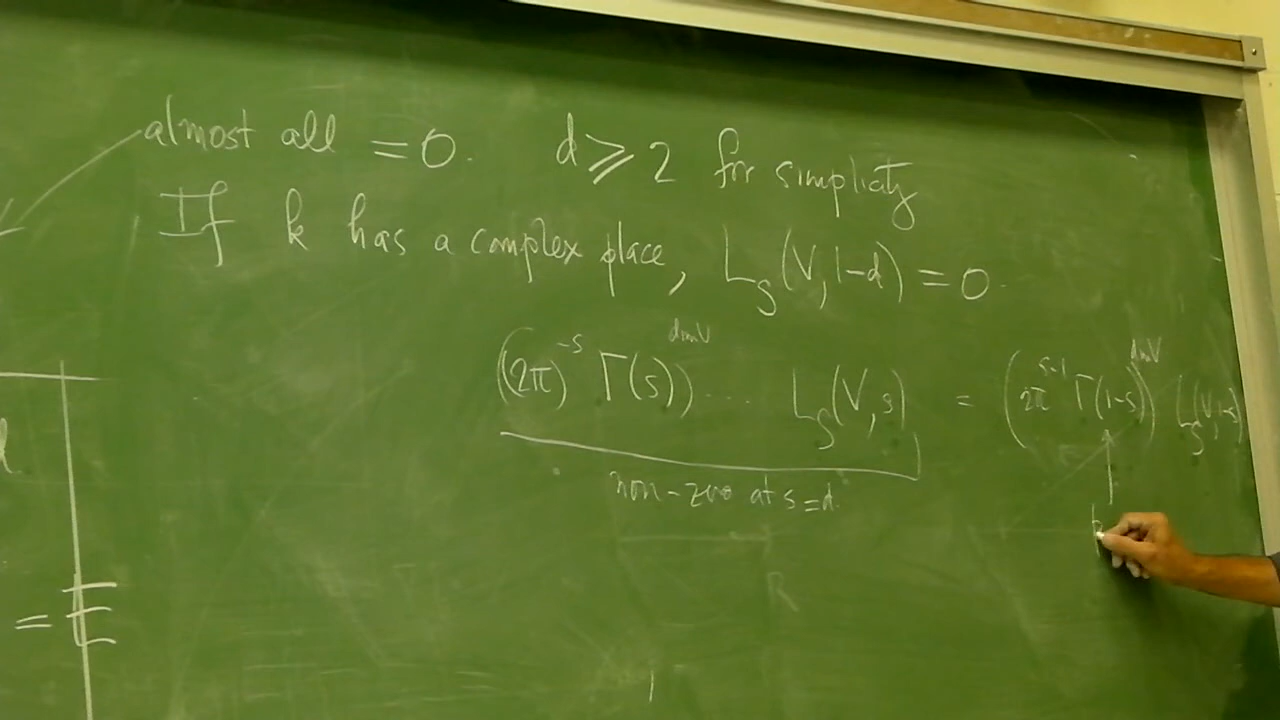 almost all = 0. d ≥ 2 for simplicity
If k has a complex place, L_S(V, 1-d) = 0.
((2π)^{-s} Γ(s))^{dim V} .... L_S(V, s) = (2π^{s-1} Γ(1-s))^{dim V} L_S(V, 1-s)
non-zero at s=d.
R
=